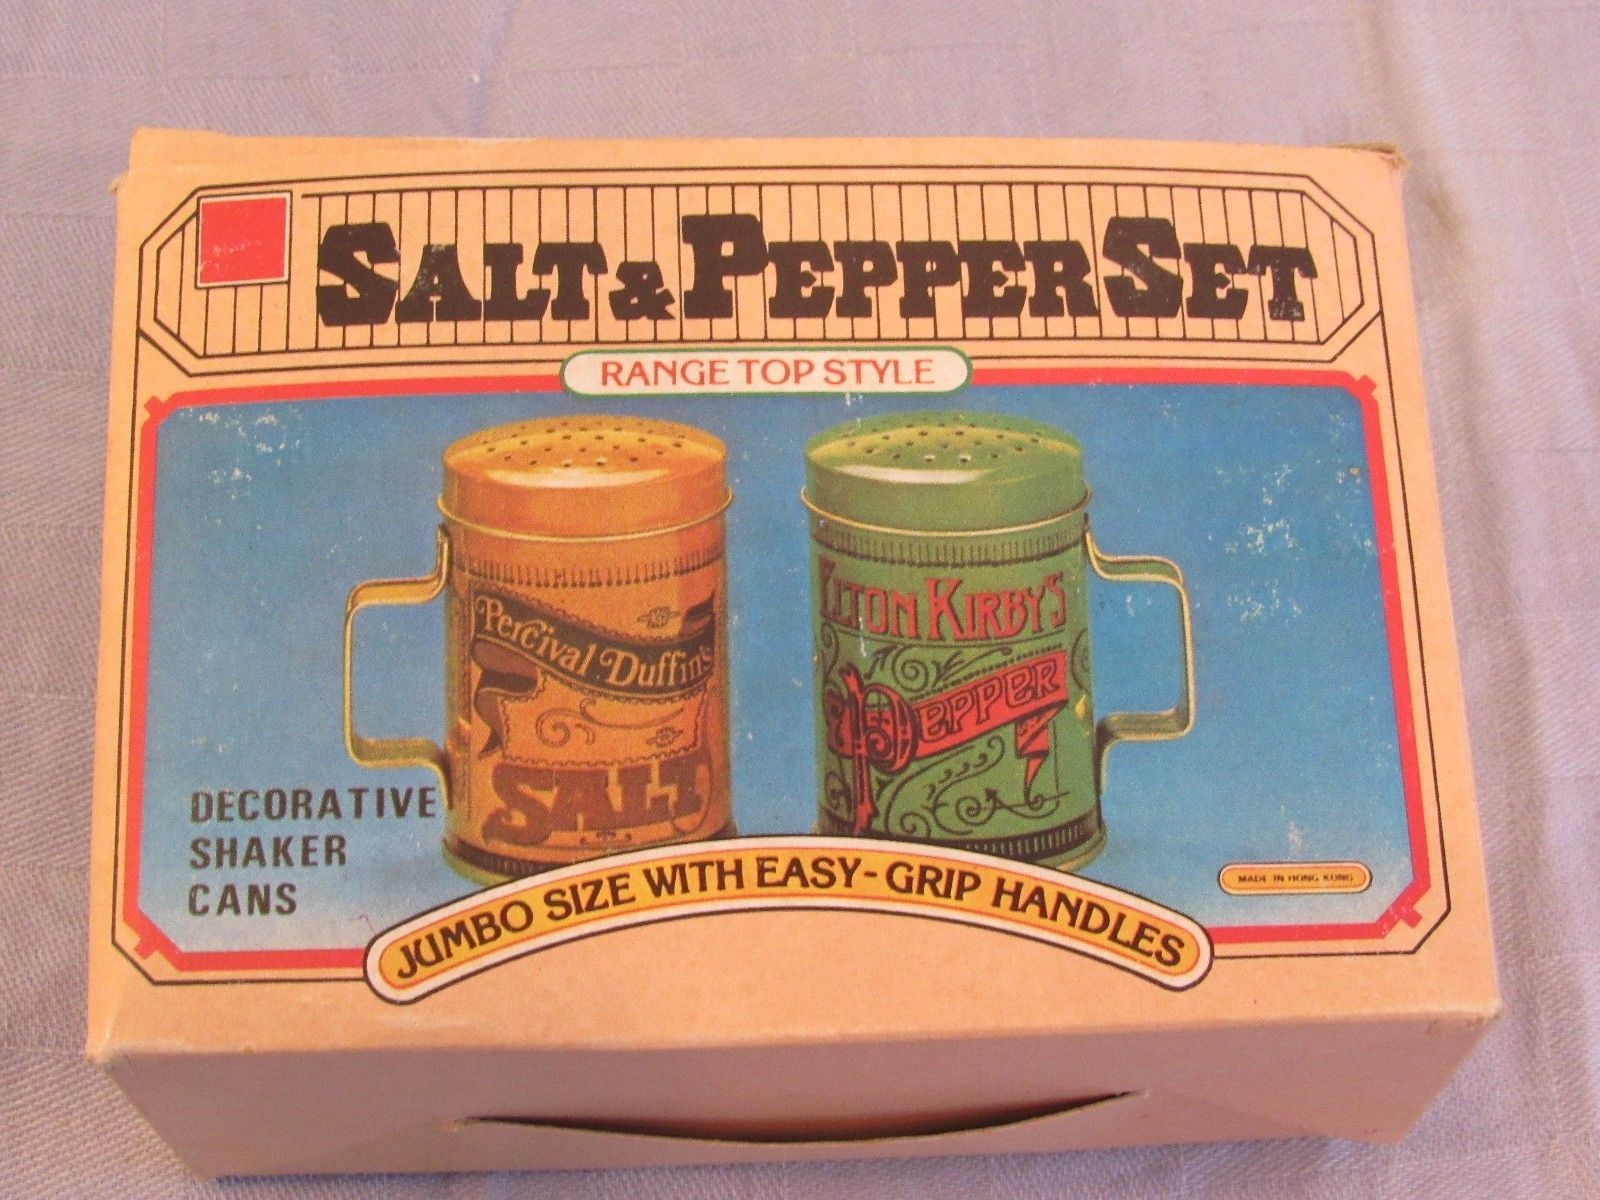 SALT & PEPPER SET
RANGE TOP STYLE
Percival Duffin's
SALT
KIRBY'S
PEPPER
DECORATIVE
SHAKER
CANS
JUMBO SIZE WITH EASY-GRIP HANDLES
MADE IN HONG KONG